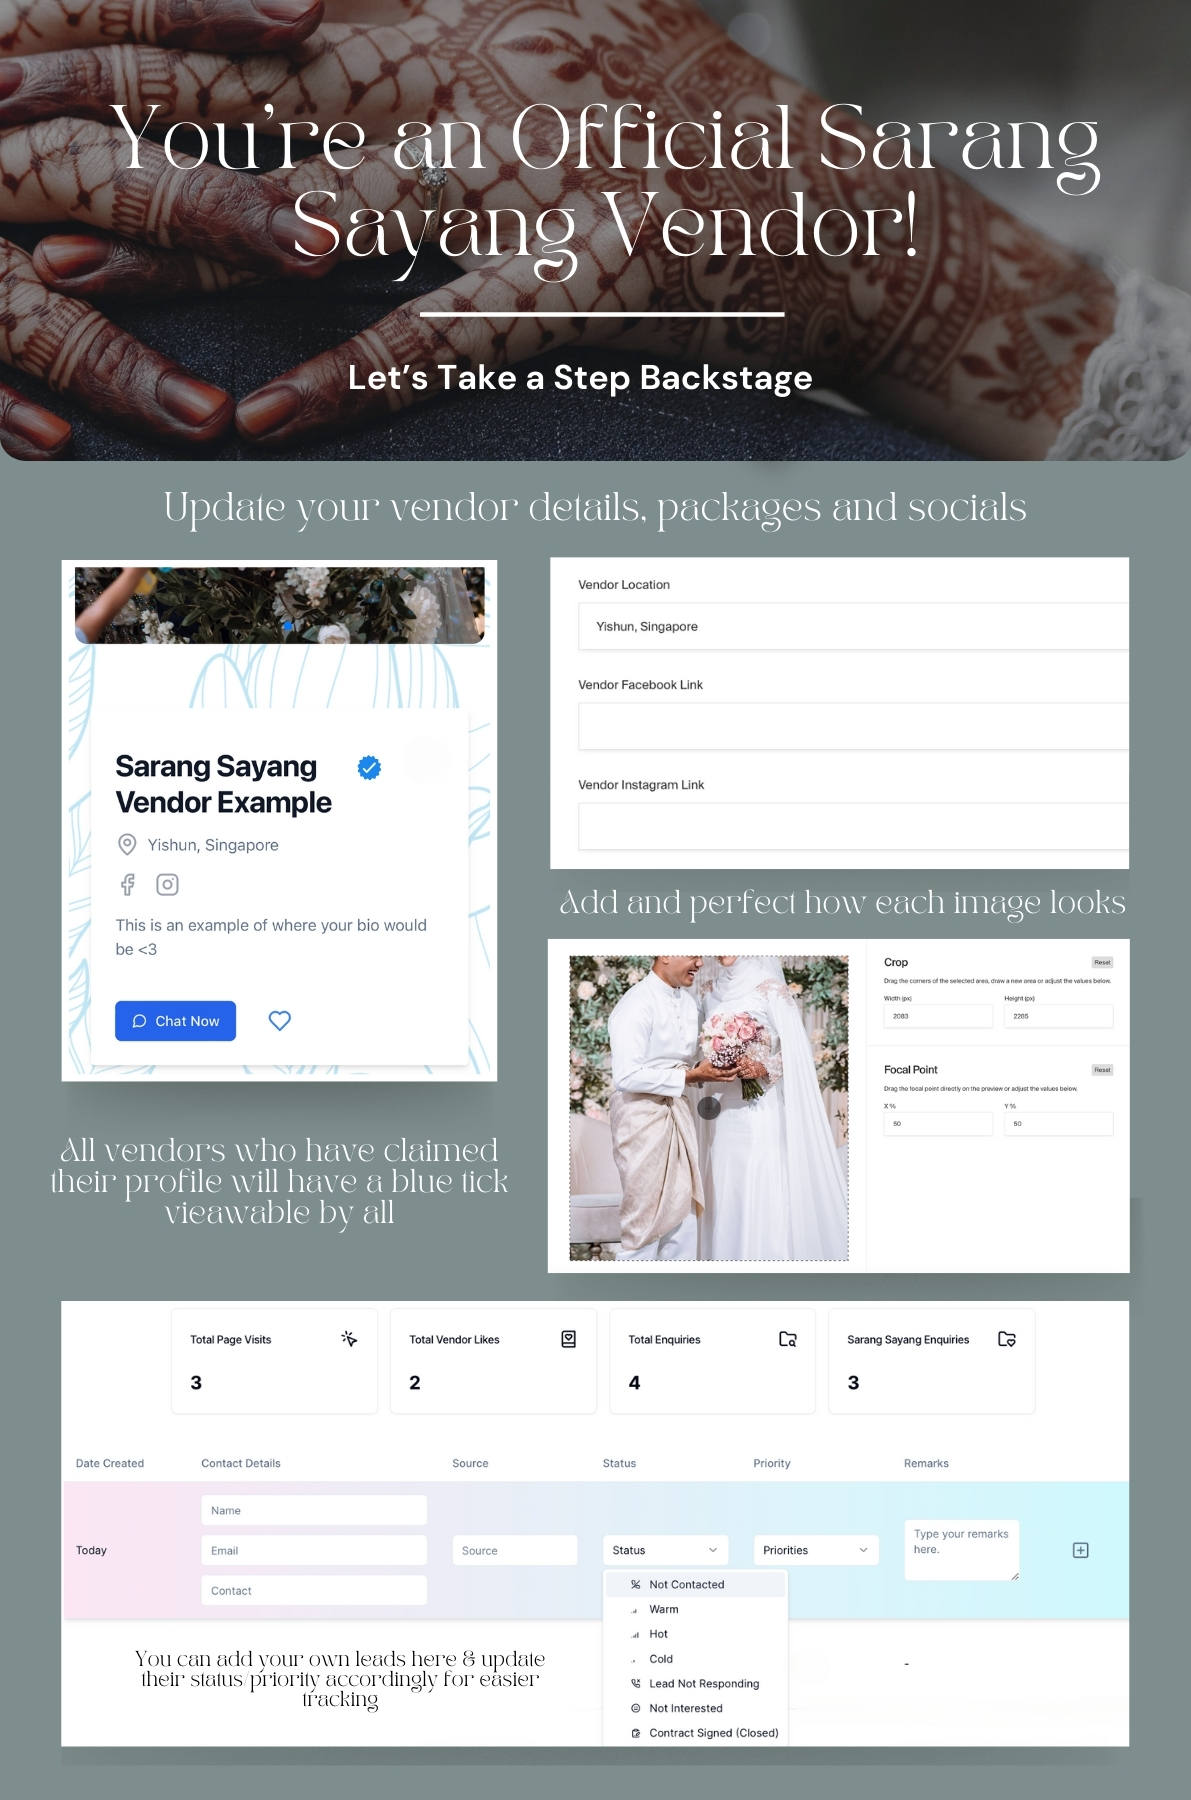 You're an Official Sarang
Sayang Vendor!
Let's Take a Step Backstage
Update your vendor details, packages and socials
Sarang Sayang
Vendor Example
Yishun, Singapore
This is an example of where your bio would
be <3
Chat Now
Vendor Location
Yishun, Singapore
Vendor Facebook Link
Vendor Instagram Link
Add and perfect how each image looks
Crop
Reset
Drag the corners of the selected area, draw a new area or adjust the values below.
Width (px)
Height (px)
2083
2265
Focal Point
Reset
Drag the focal point directly on the preview or adjust the values below.
X %
Y %
50
50
All vendors who have claimed
their profile will have a blue tick
vieawable by all
Total Page Visits
3
Total Vendor Likes
2
Total Enquiries
4
Sarang Sayang Enquiries
3
Date Created
Contact Details
Source
Status
Priority
Remarks
Today
Name
Email
Contact
Source
Status
Priorities
Type your remarks
here.
Not Contacted
Warm
Hot
Cold
Lead Not Responding
Not Interested
Contract Signed (Closed)
-
You can add your own leads here & update
their status/priority accordingly for easier
tracking